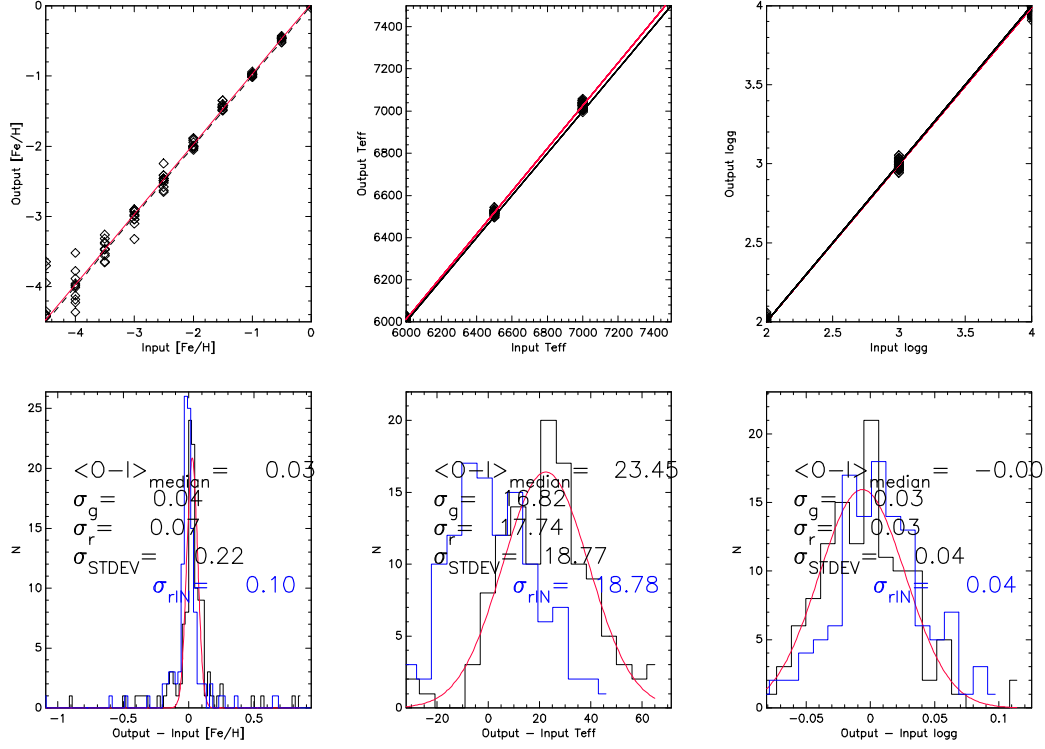 0
−1
−2
−3
−4
Output [Fe/H]
−3
−2
−1
0
Input [Fe/H]
7400
7200
7000
6800
6600
6400
6200
6000
Output Teff
6000 6200 6400 6600 6800 7000 7200 7400
Input Teff
4
3.5
3
2.5
2
Output logg
2
2.5
3
3.5
4
Input logg
25
20
15
10
5
0
N
<O−I>median = 0.03
σg= 0.04
σr= 0.07
σSTDEV= 0.22
σrIN= 0.10
−1
−0.5
0
0.5
Output − Input [Fe/H]
20
15
10
5
0
N
<O−I>median = 23.45
σg= 16.82
σr= 17.74
σSTDEV= 18.77
σrIN= 18.78
−20
0
20
40
60
Output − Input Teff
20
15
10
5
0
N
<O−I>median = −0.00
σg= 0.03
σr= 0.03
σSTDEV= 0.04
σrIN= 0.04
−0.05
0
0.05
0.1
Output − Input logg